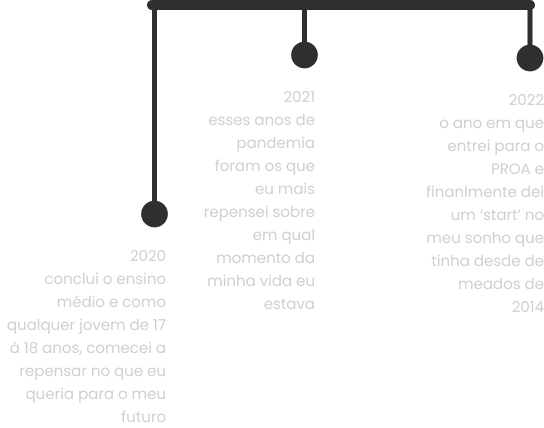 2020
conclui o ensino
médio e como
qualquer jovem de 17
à 18 anos, comecei a
repensar no que eu
queria para o meu
futuro
2021
esses anos de
pandemia
foram os que
eu mais
repensei sobre
em qual
momento da
minha vida eu
estava
2022
o ano em que
entrei para o
PROA e
finanlmente dei
um ‘start’ no
meu sonho que
tinha desde de
meados de
2014